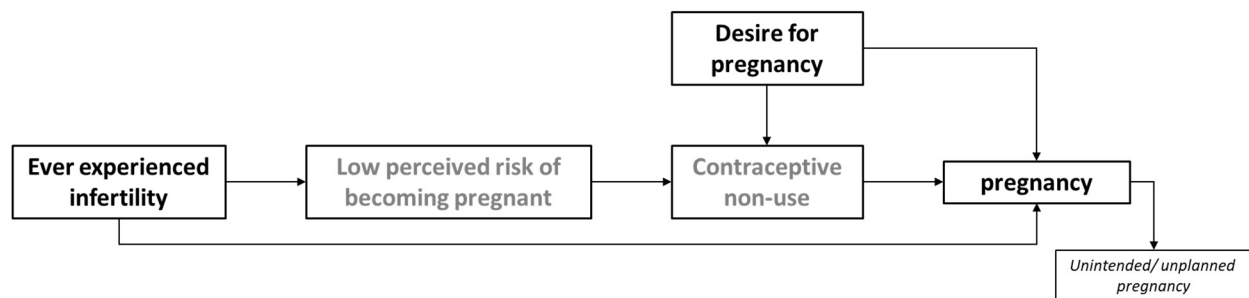 Desire for
pregnancy
Ever experienced
infertility
Low perceived risk of
becoming pregnant
Contraceptive
non-use
pregnancy
Unintended/ unplanned
pregnancy